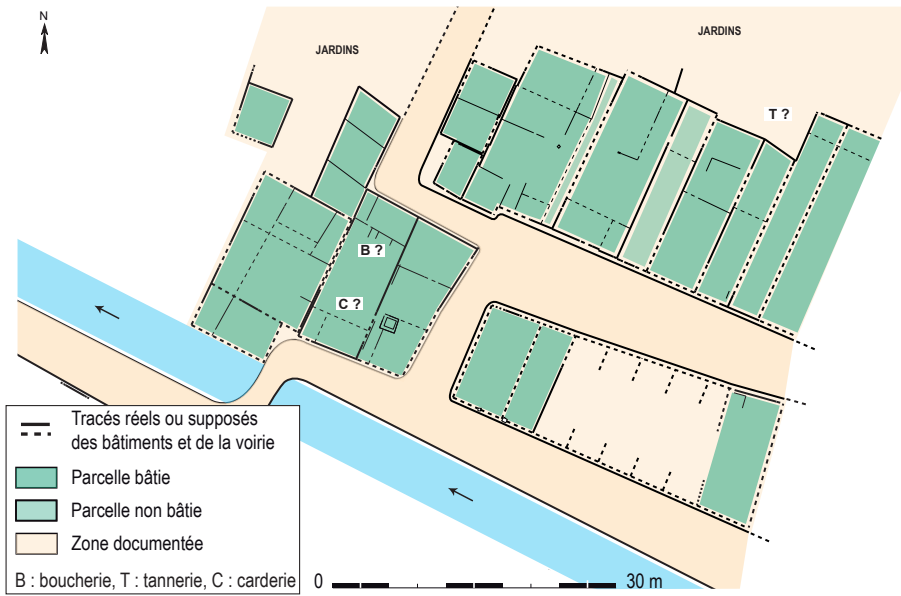 N
JARDINS
JARDINS
T ?
B ?
C ?
Tracés réels ou supposés
des bâtiments et de la voirie
Parcelle bâtie
Parcelle non bâtie
Zone documentée
B : boucherie, T : tannerie, C : carderie
0 30 m